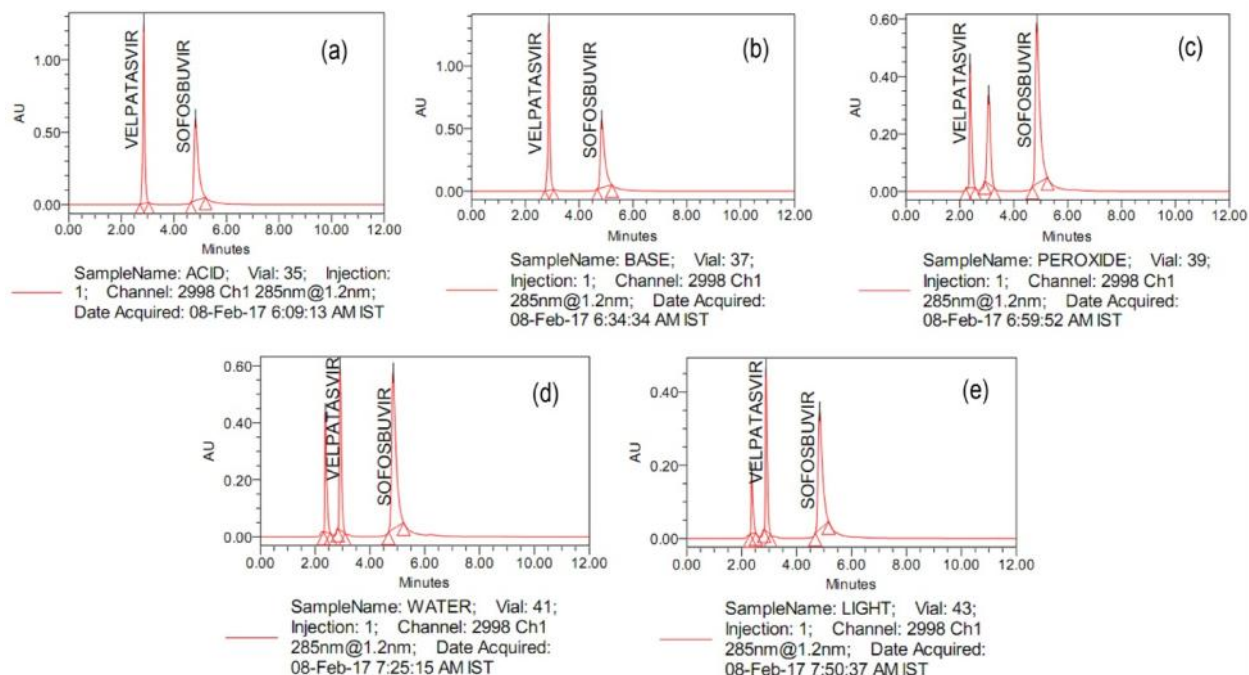 (a)
VELPATASVIR
SOFOSBUVIR
AU
1.00
0.50
0.00
0.00 2.00 4.00 6.00 8.00 10.00 12.00
Minutes
SampleName: ACID; Vial: 35; Injection:
1; Channel: 2998 Ch1 285nm@1.2nm;
Date Acquired: 08-Feb-17 6:09:13 AM IST
(b)
VELPATASVIR
SOFOSBUVIR
AU
1.00
0.50
0.00
0.00 2.00 4.00 6.00 8.00 10.00 12.00
Minutes
SampleName: BASE; Vial: 37;
Injection: 1; Channel: 2998 Ch1
285nm@1.2nm; Date Acquired:
08-Feb-17 6:34:34 AM IST
(c)
VELPATASVIR
SOFOSBUVIR
AU
0.60
0.40
0.20
0.00
0.00 2.00 4.00 6.00 8.00 10.00 12.00
Minutes
SampleName: PEROXIDE; Vial: 39;
Injection: 1; Channel: 2998 Ch1
285nm@1.2nm; Date Acquired:
08-Feb-17 6:59:52 AM IST
(d)
VELPATASVIR
SOFOSBUVIR
AU
0.60
0.40
0.20
0.00
0.00 2.00 4.00 6.00 8.00 10.00 12.00
Minutes
SampleName: WATER; Vial: 41;
Injection: 1; Channel: 2998 Ch1
285nm@1.2nm; Date Acquired:
08-Feb-17 7:25:15 AM IST
(e)
VELPATASVIR
SOFOSBUVIR
AU
0.40
0.20
0.00
0.00 2.00 4.00 6.00 8.00 10.00 12.00
Minutes
SampleName: LIGHT; Vial: 43;
Injection: 1; Channel: 2998 Ch1
285nm@1.2nm; Date Acquired:
08-Feb-17 7:50:37 AM IST